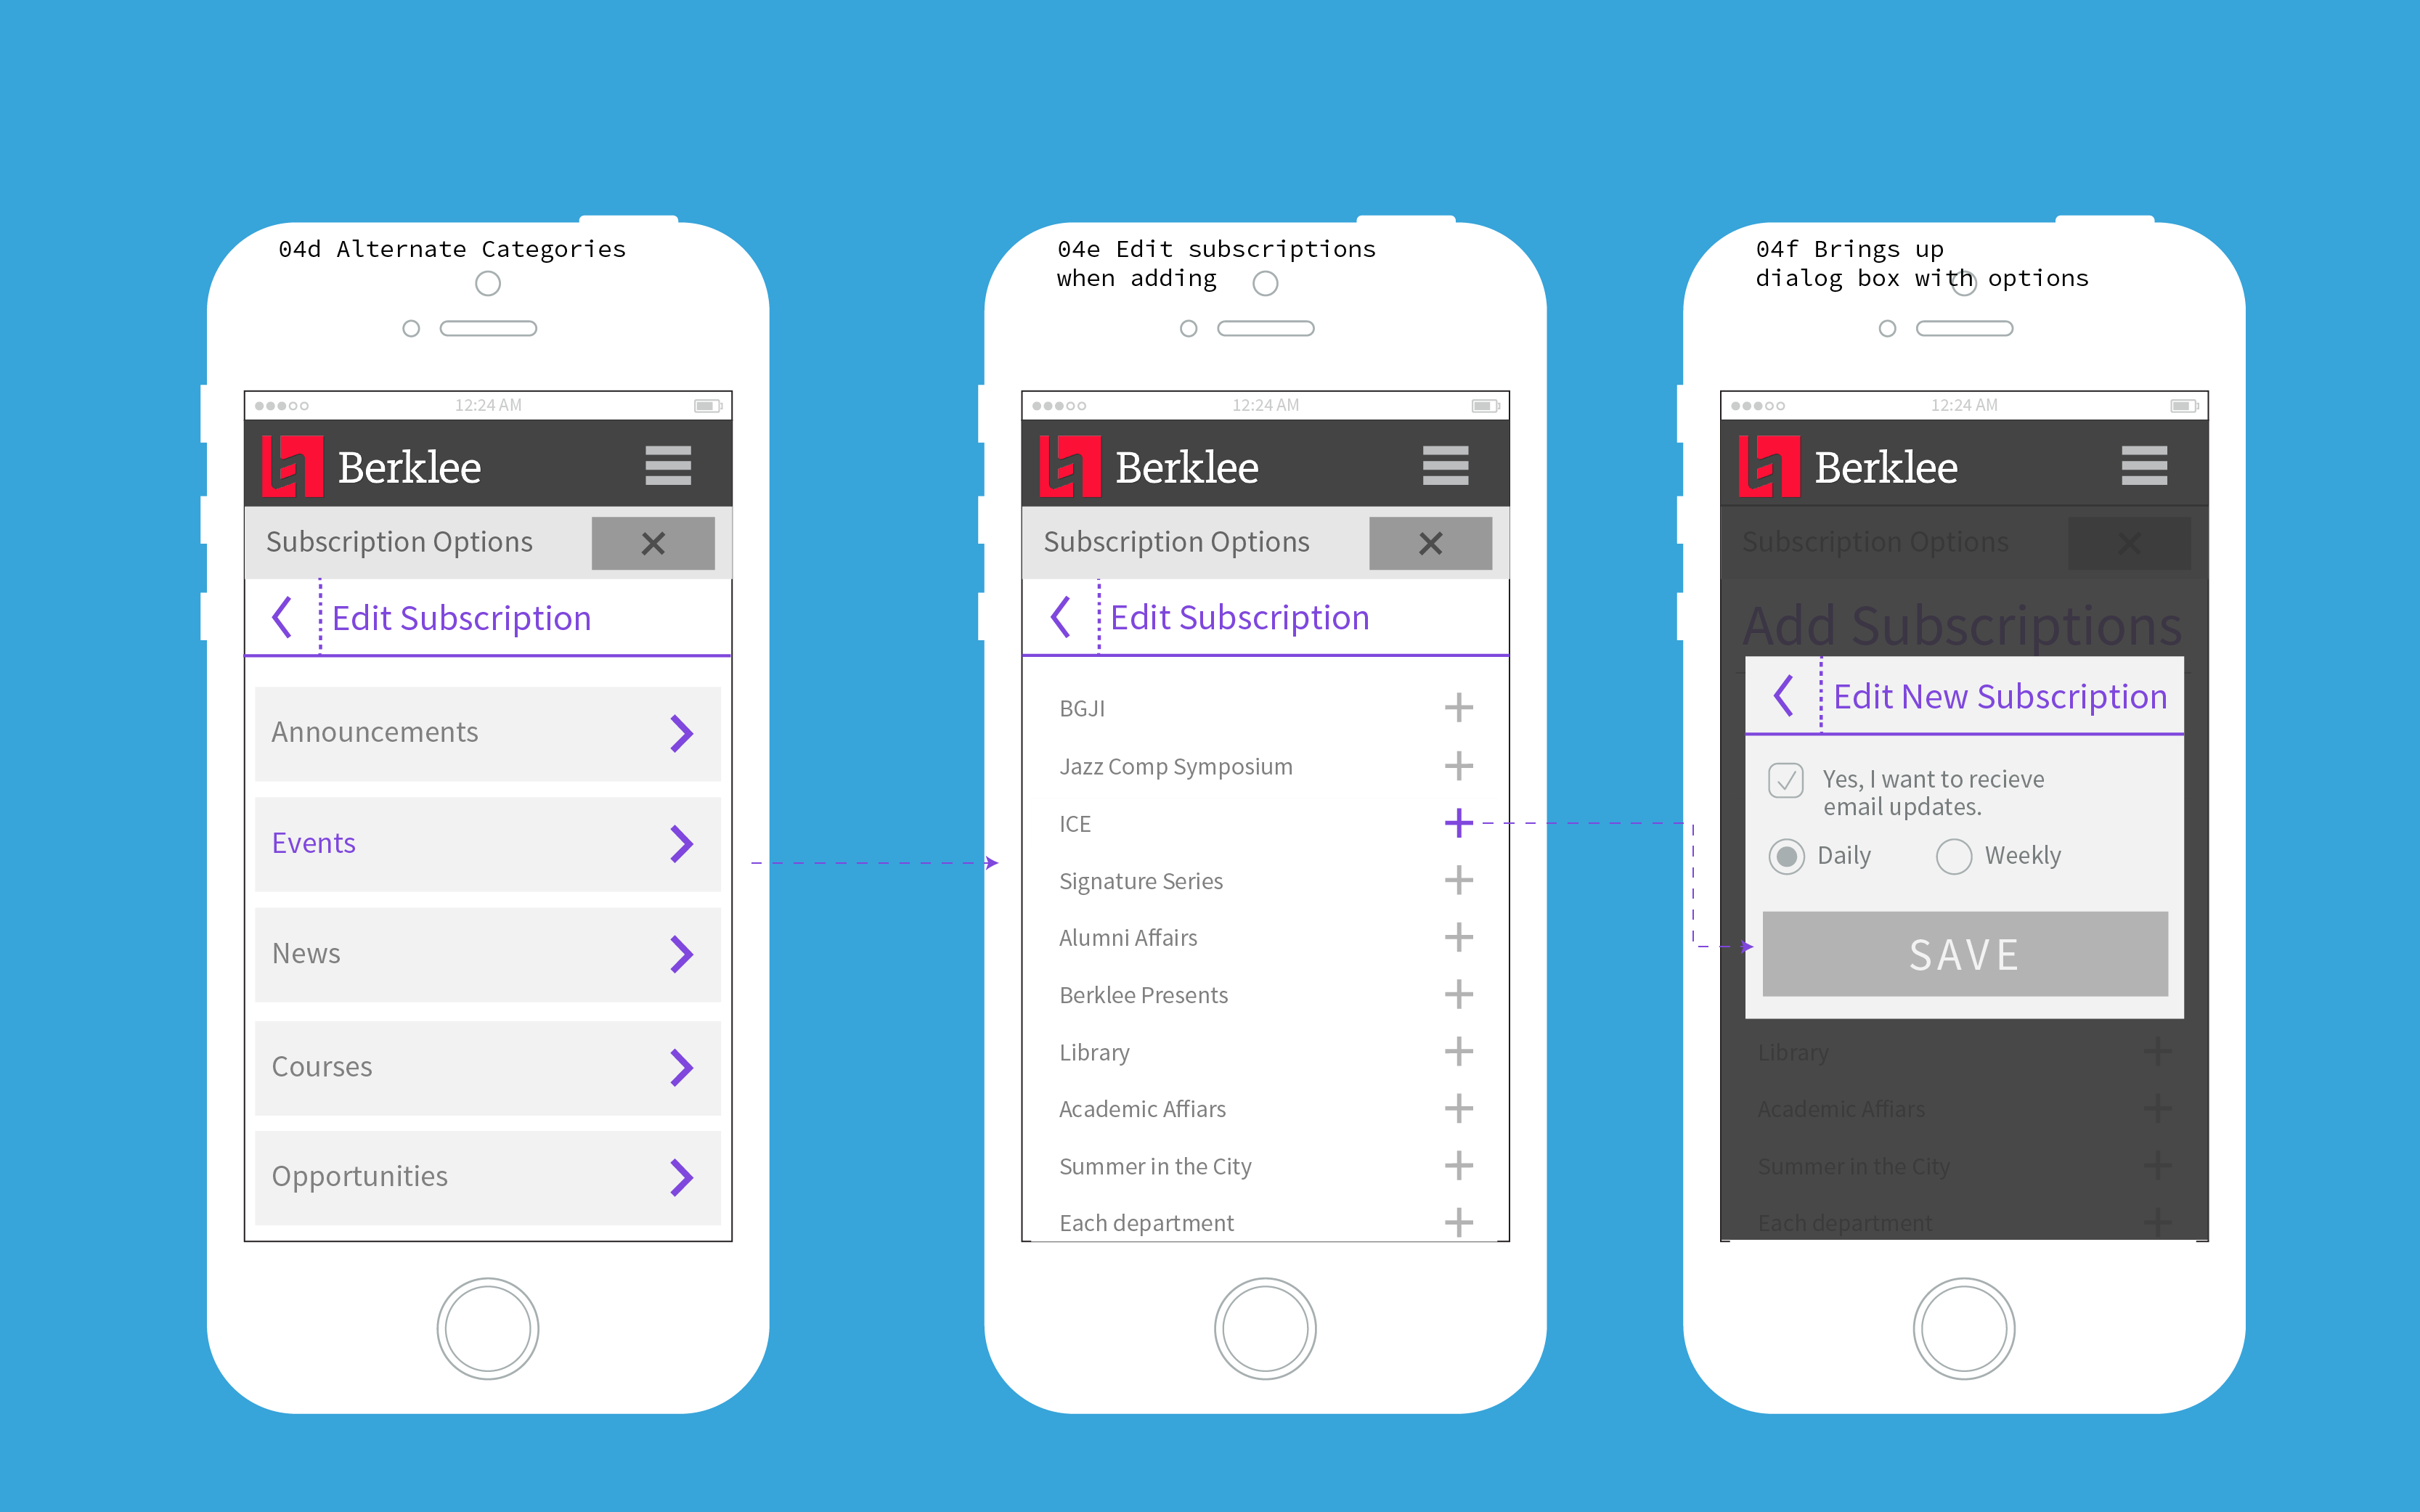 04d Alternate Categories
12:24 AM
Berklee
Subscription Options
Edit Subscription
Announcements
Events
News
Courses
Opportunities
04e Edit subscriptions
when adding
12:24 AM
Berklee
Subscription Options
Edit Subscription
BGJI
Jazz Comp Symposium
ICE
Signature Series
Alumni Affairs
Berklee Presents
Library
Academic Affiars
Summer in the City
Each department
04f Brings up
dialog box with options
12:24 AM
Berklee
Subscription Options
Add Subscriptions
Edit New Subscription
Yes, I want to recieve
email updates.
Daily Weekly
SAVE
Library
Academic Affiars
Summer in the City
Each department